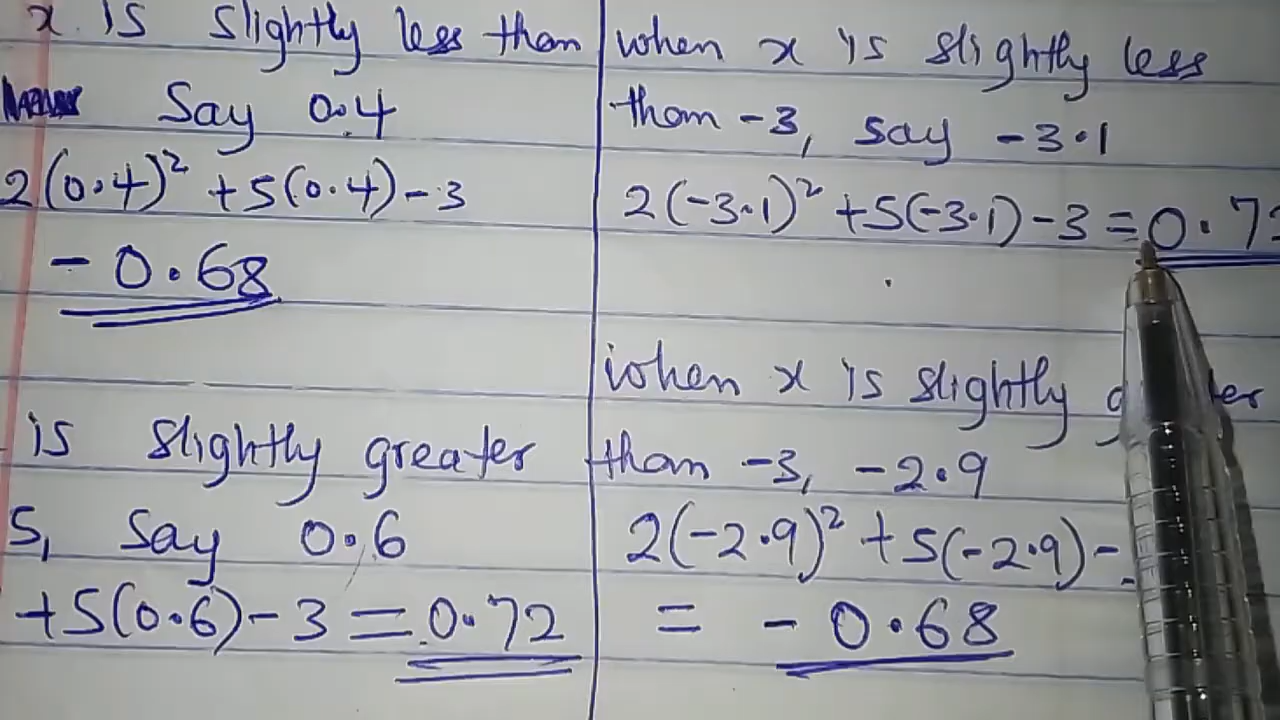 x is slightly less than
Say 0.4
2(0.4)² + 5(0.4) - 3
- 0.68
is slightly greater
5, Say 0.6
+5(0.6) - 3 = 0.72
when x is slightly less
than -3, say -3.1
2(-3.1)² + 5(-3.1) - 3 = 0.72
when x is slightly
than -3, -2.9
2(-2.9)² + 5(-2.9) -
= - 0.68